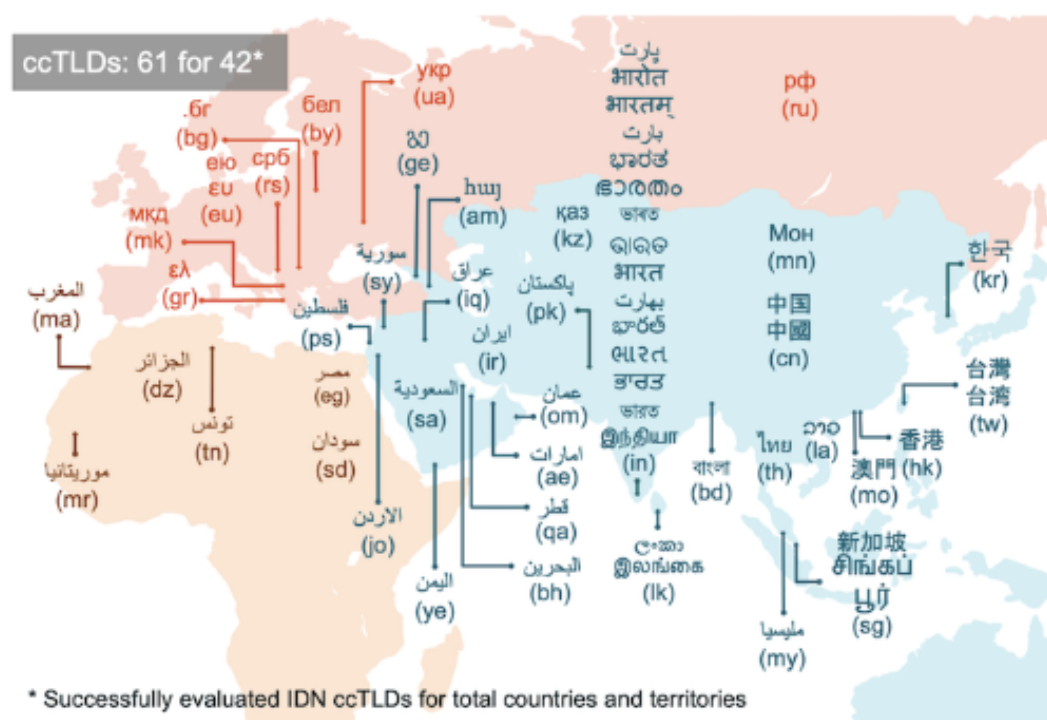 ccTLDs: 61 for 42*
укр
(ua)
.бг
(bg)
бел
(by)
გე
(ge)
рф
(ru)
پارت
भारोत
भारतम्
بارت
ಭಾರತ
ഭാരതം
ভাৰত
ଭାରତ
भारत
بھارت
భారత్
ભારત
ਭਾਰਤ
ভারত
இந்தியா
(in)
ею
ευ
(eu)
срб
(rs)
мкд
(mk)
ελ
(gr)
հայ
(am)
қаз
(kz)
Мон
(mn)
한국
(kr)
سورية
(sy)
عراق
(iq)
پاکستان
(pk)
فلسطين
(ps)
ایران
(ir)
中国
中國
(cn)
المغرب
(ma)
الجزائر
(dz)
تونس
(tn)
مصر
(eg)
السعودية
(sa)
عمان
(om)
台灣
台湾
(tw)
موريتانيا
(mr)
سودان
(sd)
امارات
(ae)
বাংলা
(bd)
ไทย
(th)
ລາວ
(la)
香港
(hk)
澳門
(mo)
الاردن
(jo)
قطر
(qa)
ලංකා
இலங்கை
(lk)
新加坡
சிங்கப்
பூர்
(sg)
اليمن
(ye)
البحرين
(bh)
مليسيا
(my)
* Successfully evaluated IDN ccTLDs for total countries and territories